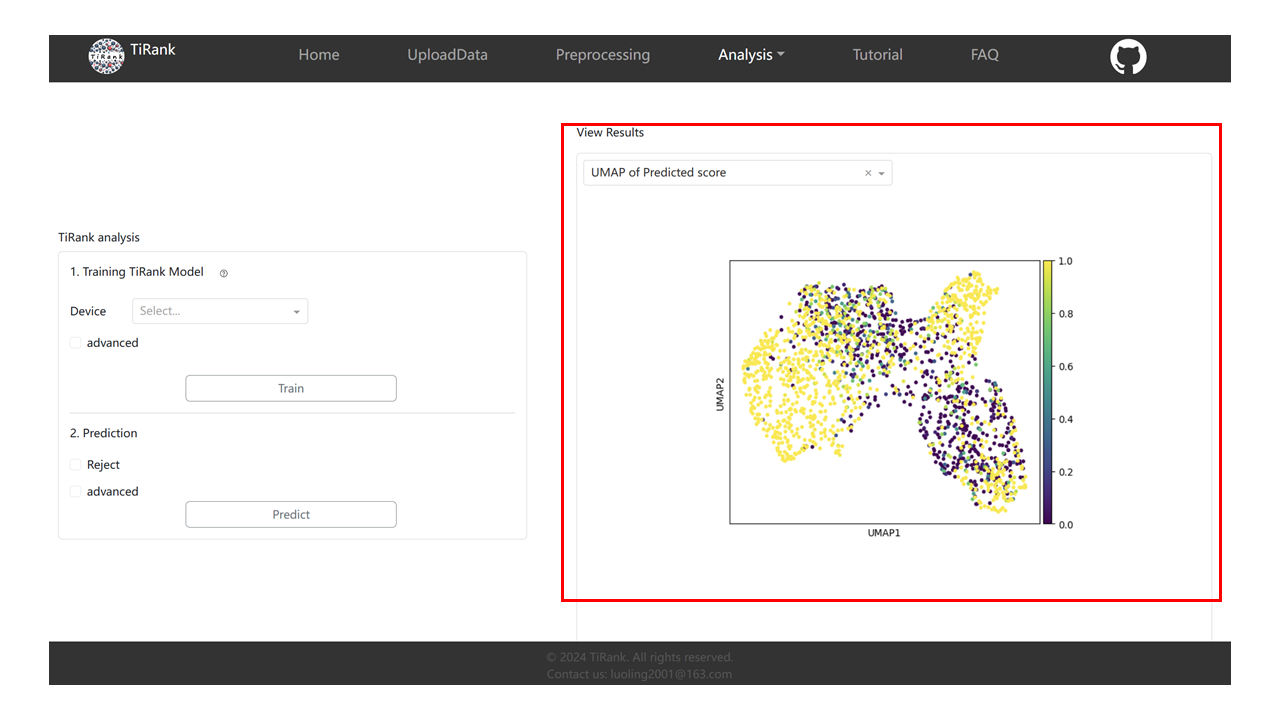 TiRank
Home
UploadData
Preprocessing
Analysis
Tutorial
FAQ
TiRank analysis
1. Training TiRank Model
Device
Select...
advanced
Train
2. Prediction
Reject
advanced
Predict
View Results
UMAP of Predicted score
×
UMAP2
UMAP1
1.0
0.8
0.6
0.4
0.2
0.0
© 2024 TiRank. All rights reserved.
Contact us: luoling2001@163.com